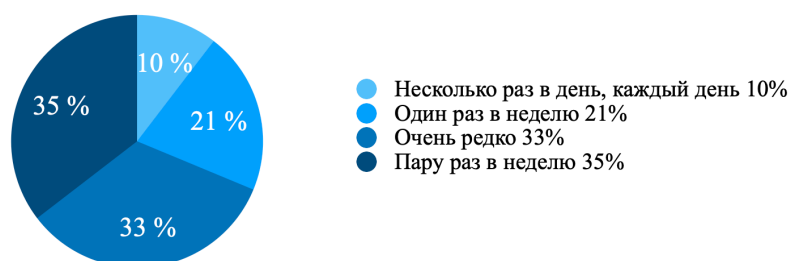 10 %
35 %
21 %
33 %
Несколько раз в день, каждый день 10%
Один раз в неделю 21%
Очень редко 33%
Пару раз в неделю 35%